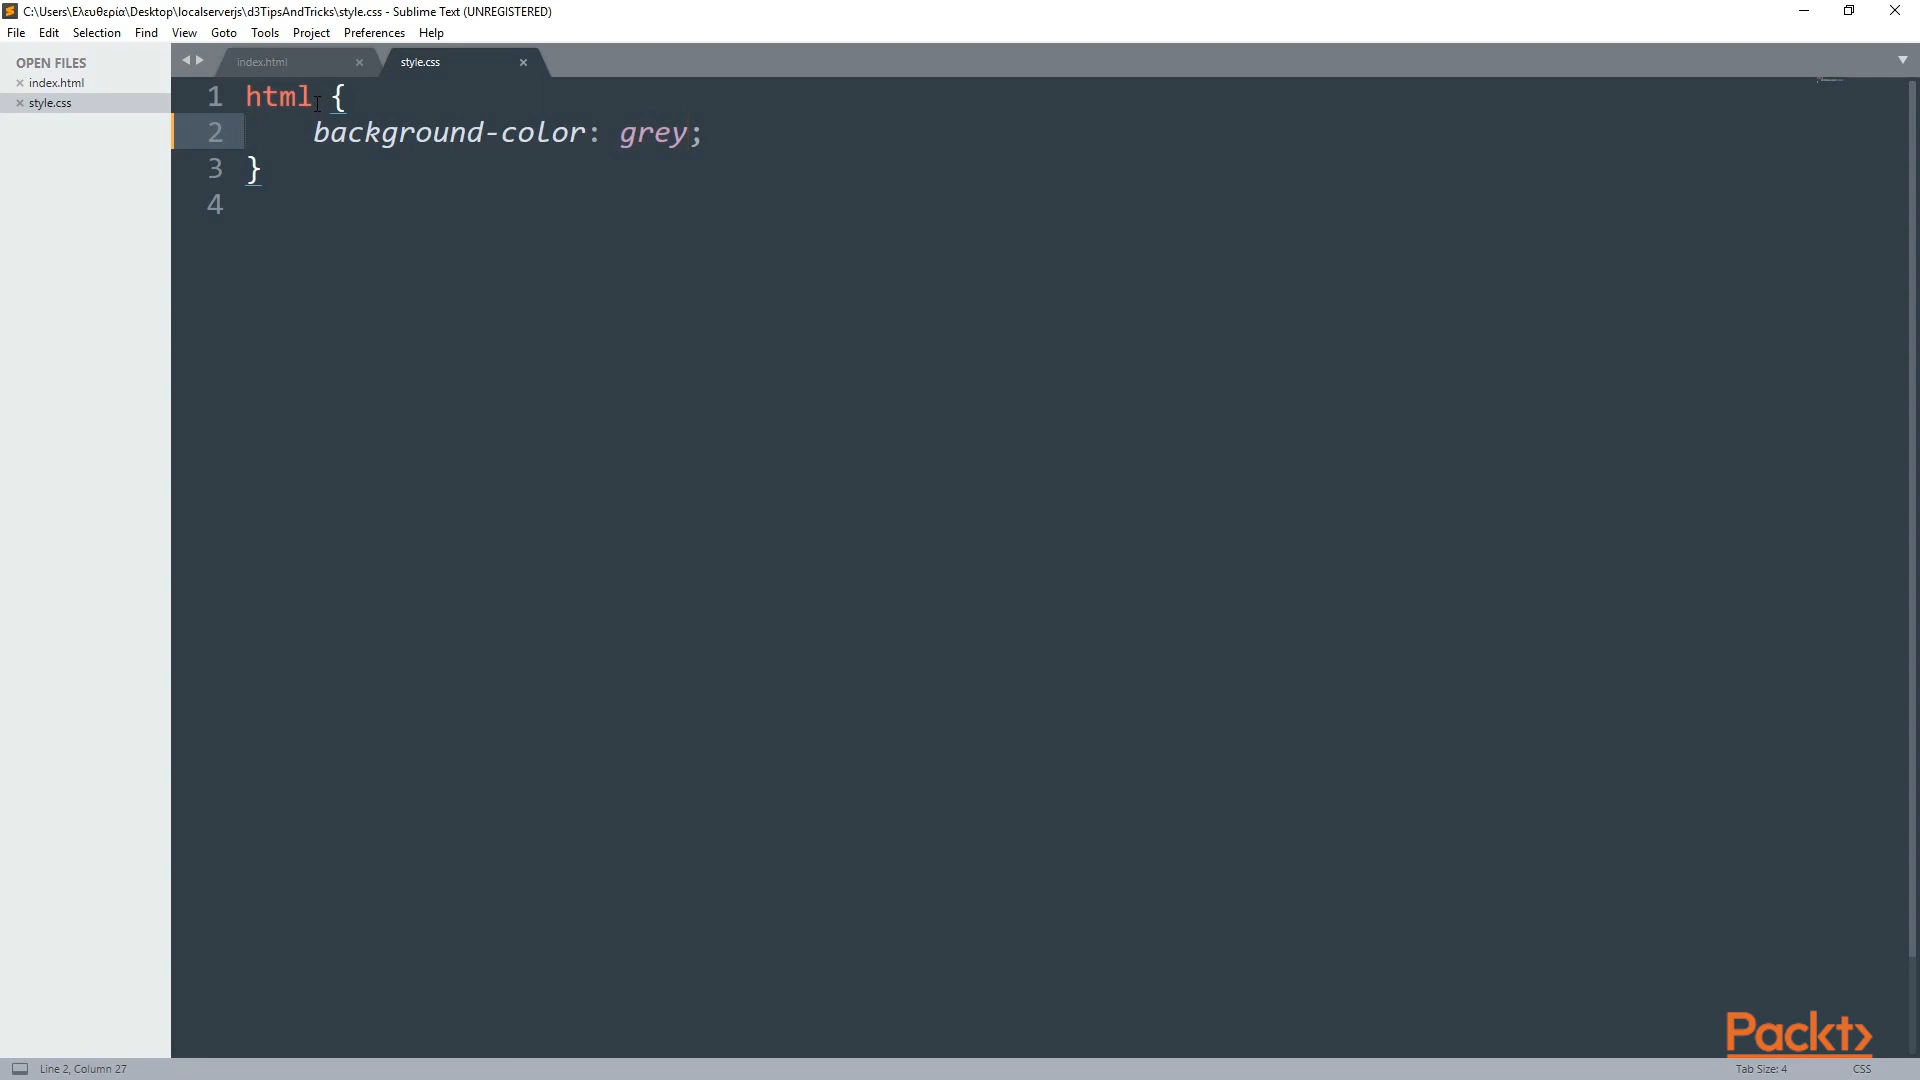 C:\Users\Ελευθερία\Desktop\localserverjs\d3TipsAndTricks\style.css - Sublime Text (UNREGISTERED)
File Edit Selection Find View Goto Tools Project Preferences Help
OPEN FILES
index.html
style.css
index.html style.css
1 html {
2 background-color: grey;
3 }
4
Packt>
Line 2, Column 27 Tab Size: 4 CSS